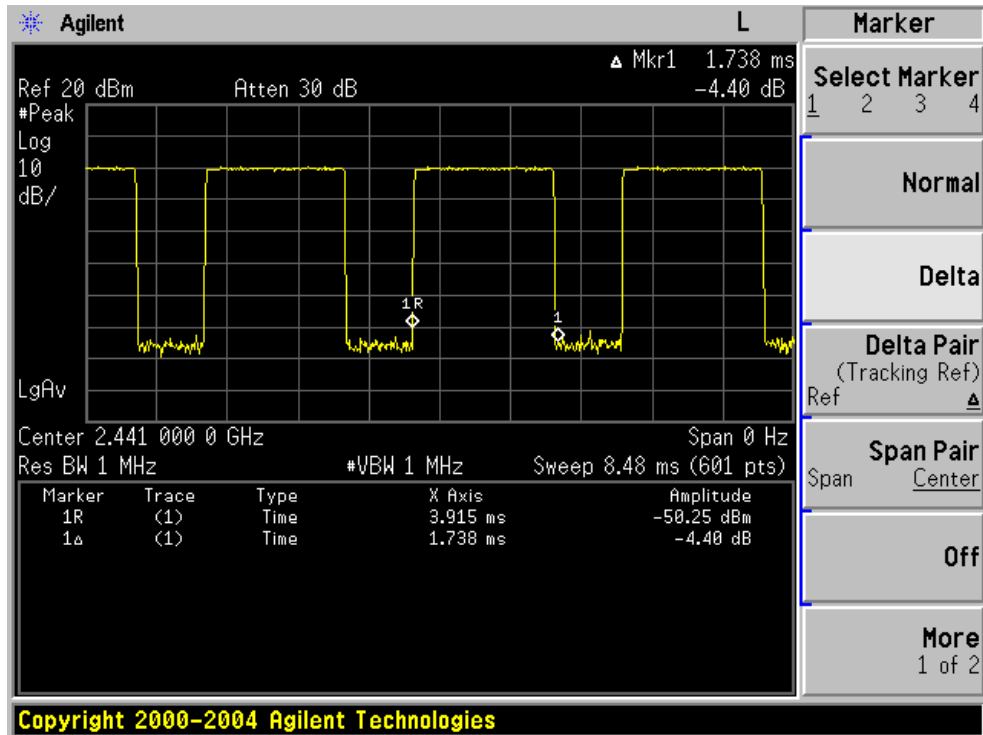 Agilent L
Δ Mkr1 1.738 ms
Ref 20 dBm Atten 30 dB -4.40 dB
#Peak
Log
10
dB/
1R
1
LgAv
Center 2.441 000 0 GHz Span 0 Hz
Res BW 1 MHz #VBW 1 MHz Sweep 8.48 ms (601 pts)
Marker Trace Type X Axis Amplitude
1R (1) Time 3.915 ms -50.25 dBm
1Δ (1) Time 1.738 ms -4.40 dB
Marker
Select Marker
1 2 3 4
Normal
Delta
Delta Pair
(Tracking Ref)
Ref Δ
Span Pair
Span Center
Off
More
1 of 2
Copyright 2000-2004 Agilent Technologies